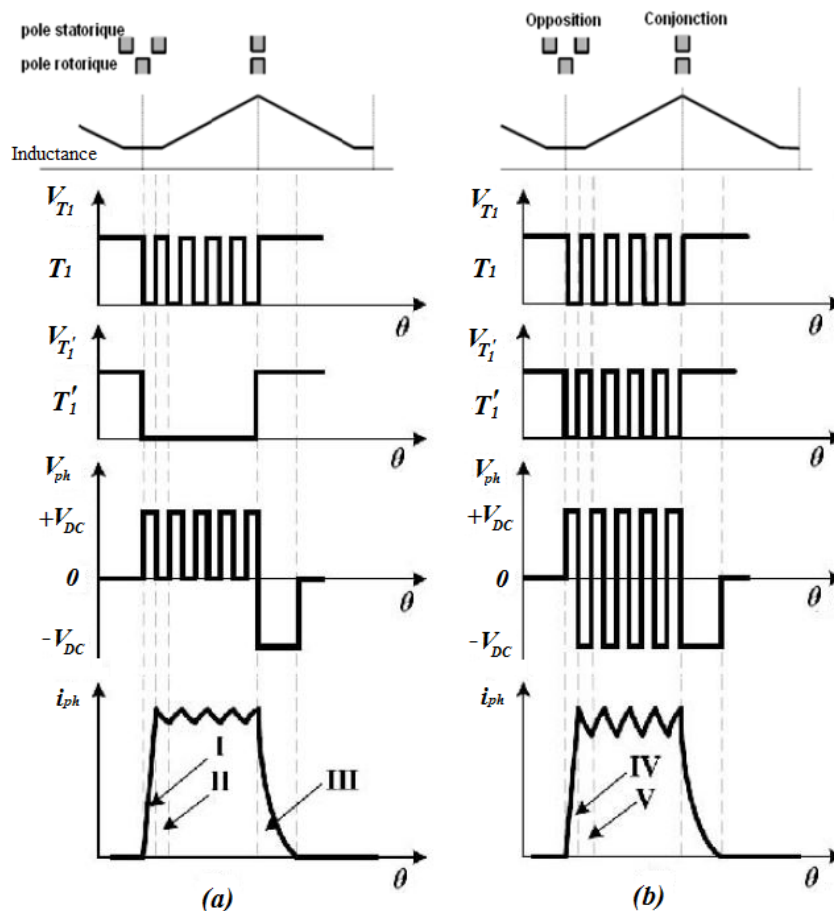 pole statorique
pole rotorique
Inductance
V_T1
T1
θ
V_T1'
T1'
θ
V_ph
+V_DC
0
-V_DC
θ
i_ph
I
II
III
θ
(a)
Opposition
Conjonction
V_T1
T1
θ
V_T1'
T1'
θ
V_ph
+V_DC
0
-V_DC
θ
i_ph
IV
V
θ
(b)